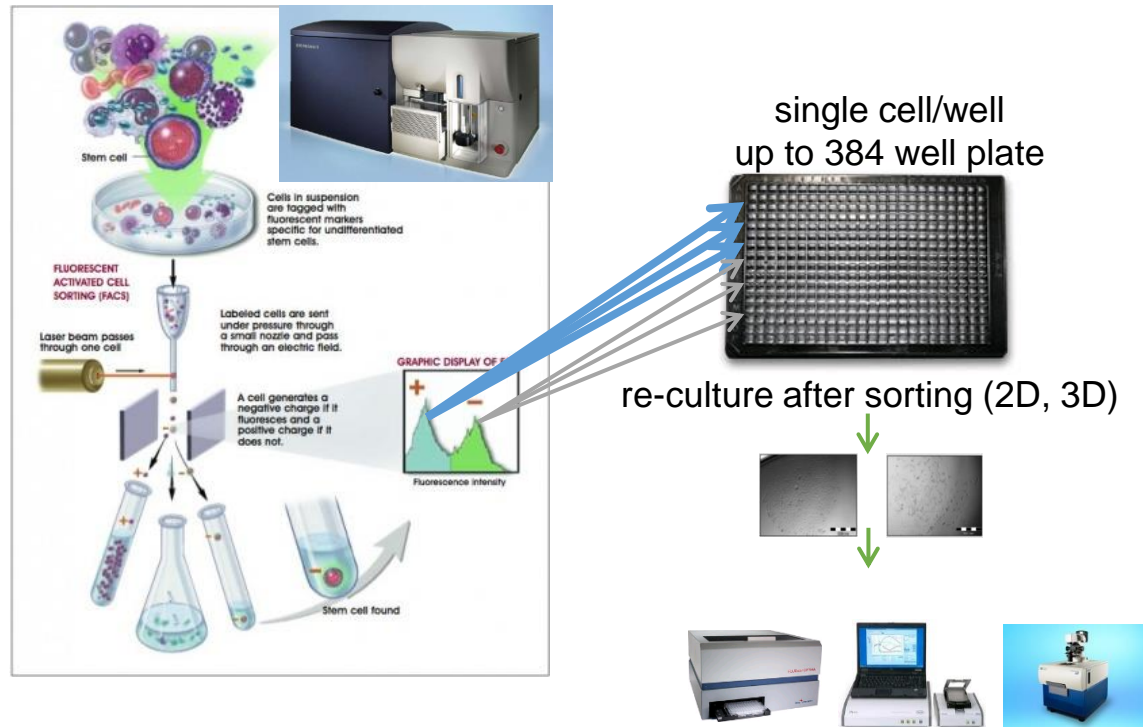 Stem cell
Cells in suspension
are tagged with
fluorescent markers
specific for undifferentiated
stem cells.
FLUORESCENT
ACTIVATED CELL
SORTING (FACS)
Labeled cells are sent
under pressure through
a small nozzle and pass
through an electric field.
Laser beam passes
through one cell
GRAPHIC DISPLAY OF
A cell generates a
negative charge if it
fluoresces and a
positive charge if it
does not.
+
−
Fluorescence intensity
+
−
+
−
−
−
Stem cell found
single cell/well
up to 384 well plate
re-culture after sorting (2D, 3D)